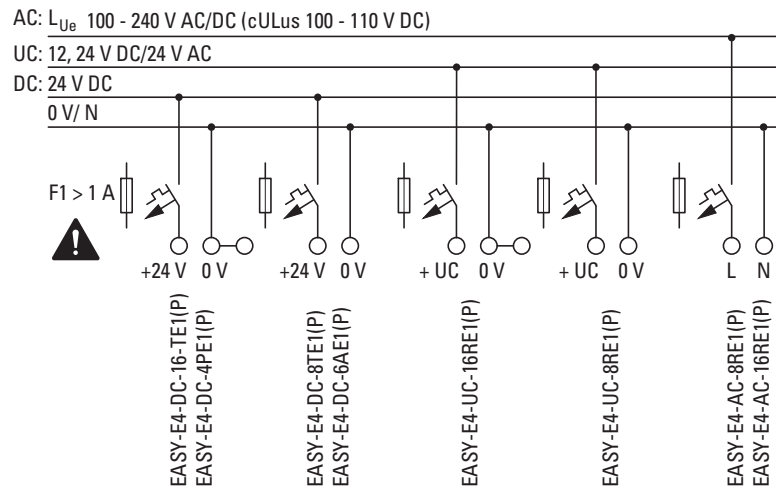 AC: LUe 100 - 240 V AC/DC (cULus 100 - 110 V DC)
UC: 12, 24 V DC/24 V AC
DC: 24 V DC
0 V/ N
F1 > 1 A
+24 V 0 V +24 V 0 V + UC 0 V + UC 0 V L N
EASY-E4-DC-16-TE1(P)
EASY-E4-DC-4PE1(P)
EASY-E4-DC-8TE1(P)
EASY-E4-DC-6AE1(P)
EASY-E4-UC-16RE1(P)
EASY-E4-UC-8RE1(P)
EASY-E4-AC-8RE1(P)
EASY-E4-AC-16RE1(P)